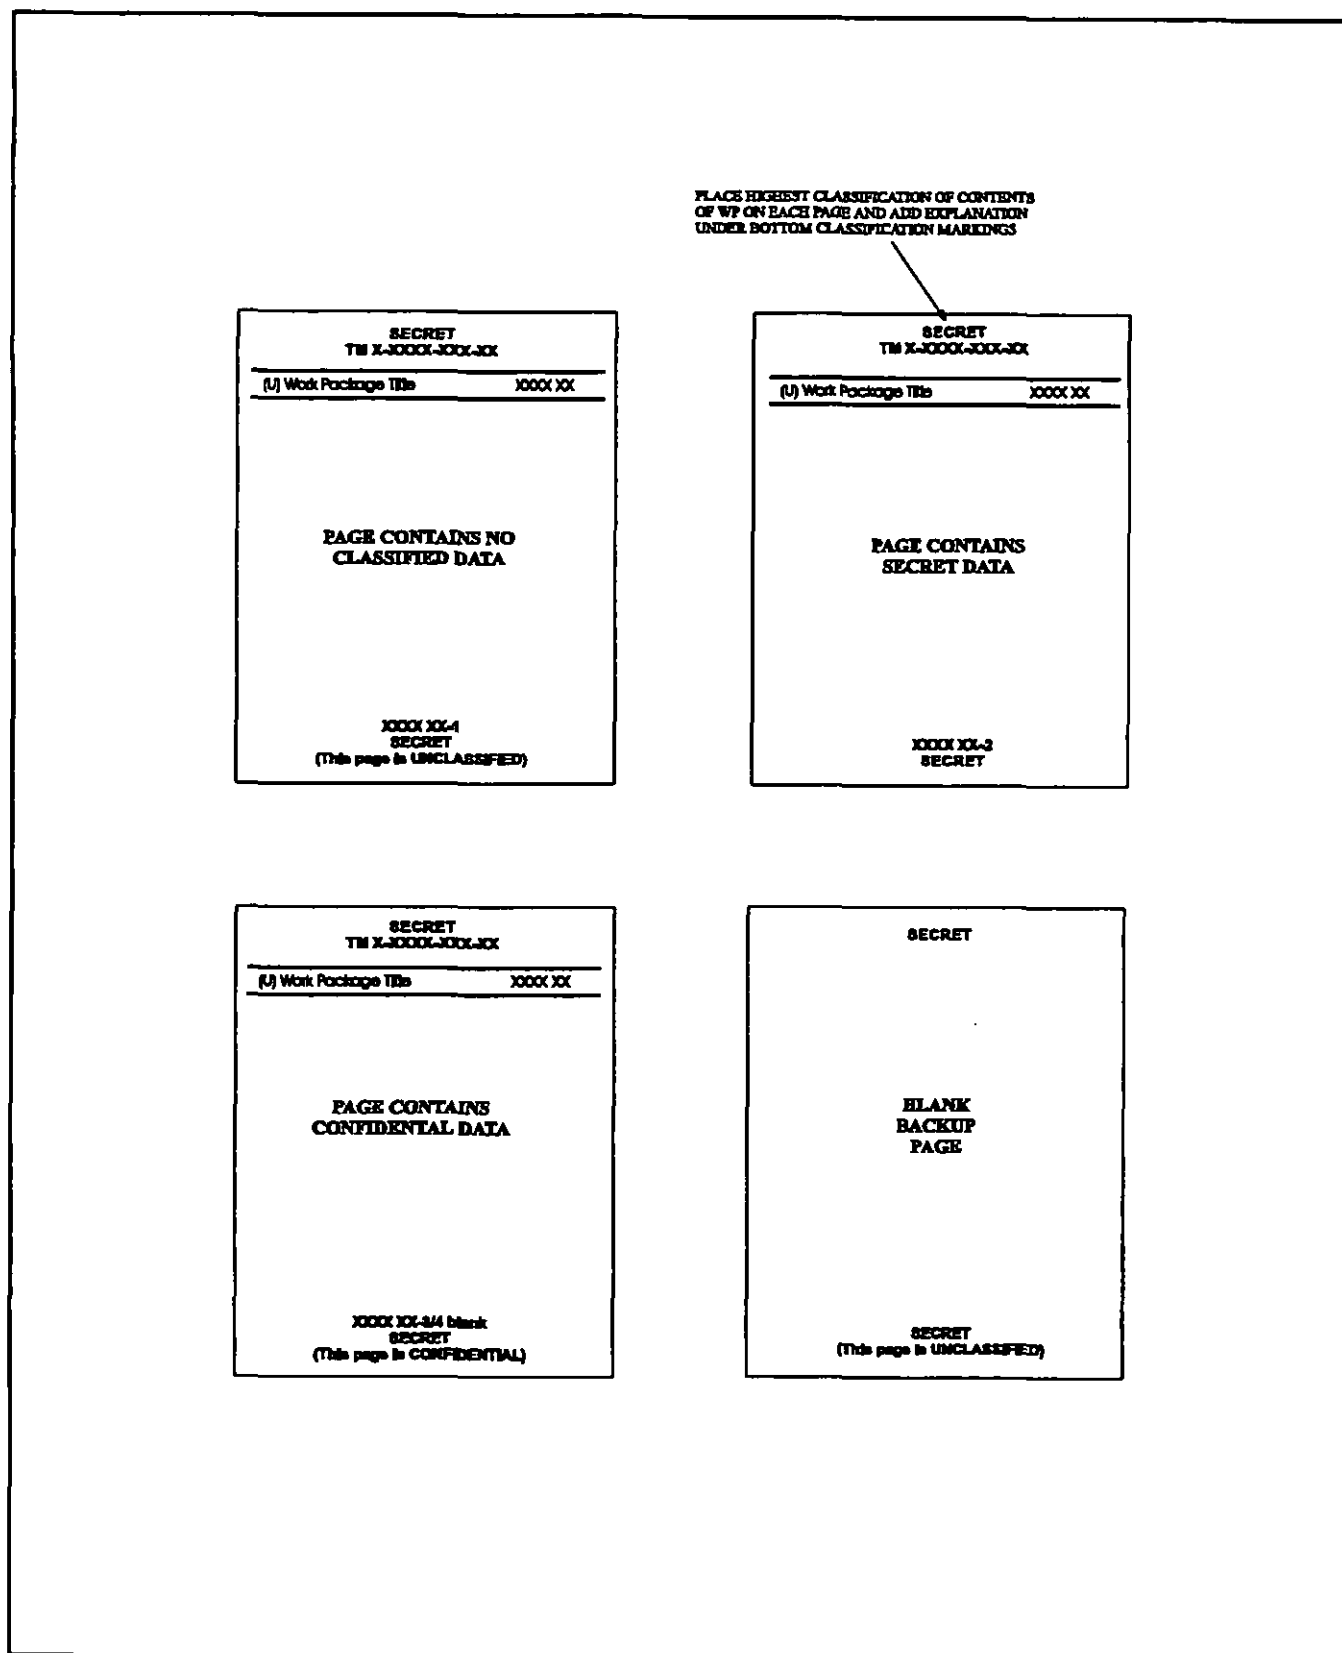 PLACE HIGHEST CLASSIFICATION OF CONTENTS
OF WP ON EACH PAGE AND ADD EXPLANATION
UNDER BOTTOM CLASSIFICATION MARKINGS
SECRET
TM X-XXXX-XXX-XX
(U) Work Package Title XXXX XX
PAGE CONTAINS NO
CLASSIFIED DATA
XXXX XX-1
SECRET
(This page is UNCLASSIFIED)
SECRET
TM X-XXXX-XXX-XX
(U) Work Package Title XXXX XX
PAGE CONTAINS
SECRET DATA
XXXX XX-2
SECRET
SECRET
TM X-XXXX-XXX-XX
(U) Work Package Title XXXX XX
PAGE CONTAINS
CONFIDENTAL DATA
XXXX XX-3/4 blank
SECRET
(This page is CONFIDENTIAL)
SECRET
BLANK
BACKUP
PAGE
SECRET
(This page is UNCLASSIFIED)